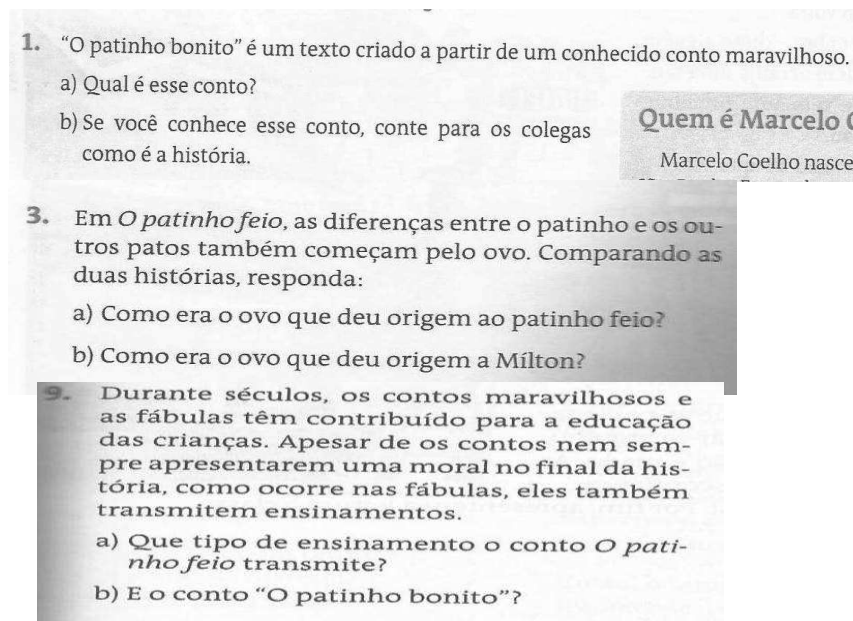 1. “O patinho bonito” é um texto criado a partir de um conhecido conto maravilhoso.
a) Qual é esse conto?
b) Se você conhece esse conto, conte para os colegas
como é a história.
Quem é Marcelo
Marcelo Coelho nasce
3. Em O patinho feio, as diferenças entre o patinho e os ou-
tros patos também começam pelo ovo. Comparando as
duas histórias, responda:
a) Como era o ovo que deu origem ao patinho feio?
b) Como era o ovo que deu origem a Mílton?
9. Durante séculos, os contos maravilhosos e
as fábulas têm contribuído para a educação
das crianças. Apesar de os contos nem sem-
pre apresentarem uma moral no final da his-
tória, como ocorre nas fábulas, eles também
transmitem ensinamentos.
a) Que tipo de ensinamento o conto O pati-
nho feio transmite?
b) E o conto “O patinho bonito”?